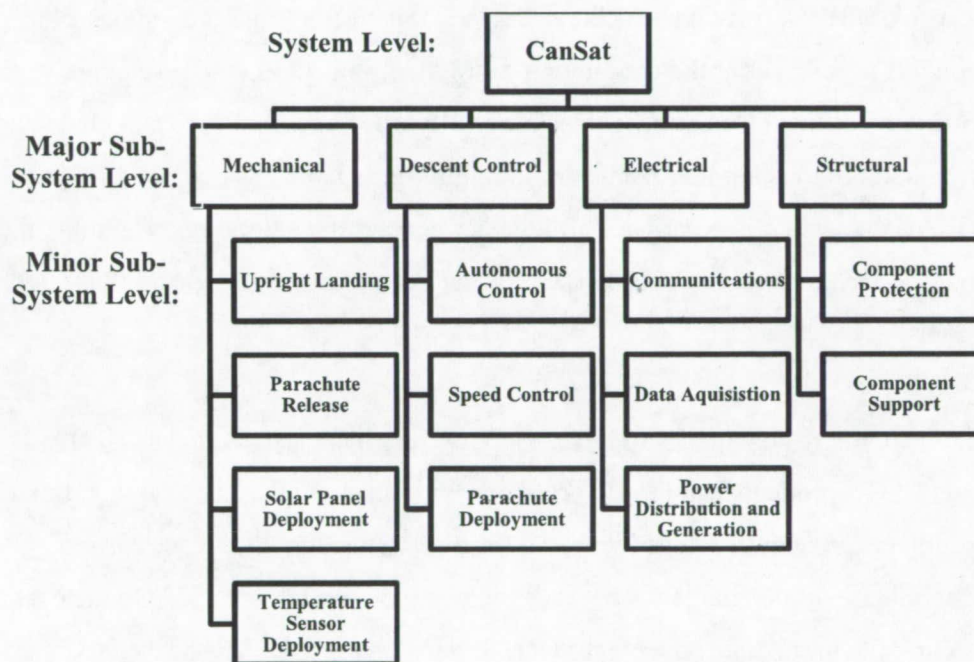 System Level:
CanSat
Major Sub-
System Level:
Mechanical
Descent Control
Electrical
Structural
Minor Sub-
System Level:
Upright Landing
Autonomous
Control
Communications
Component
Protection
Parachute
Release
Speed Control
Data Aquisistion
Component
Support
Solar Panel
Deployment
Parachute
Deployment
Power
Distribution and
Generation
Temperature
Sensor
Deployment